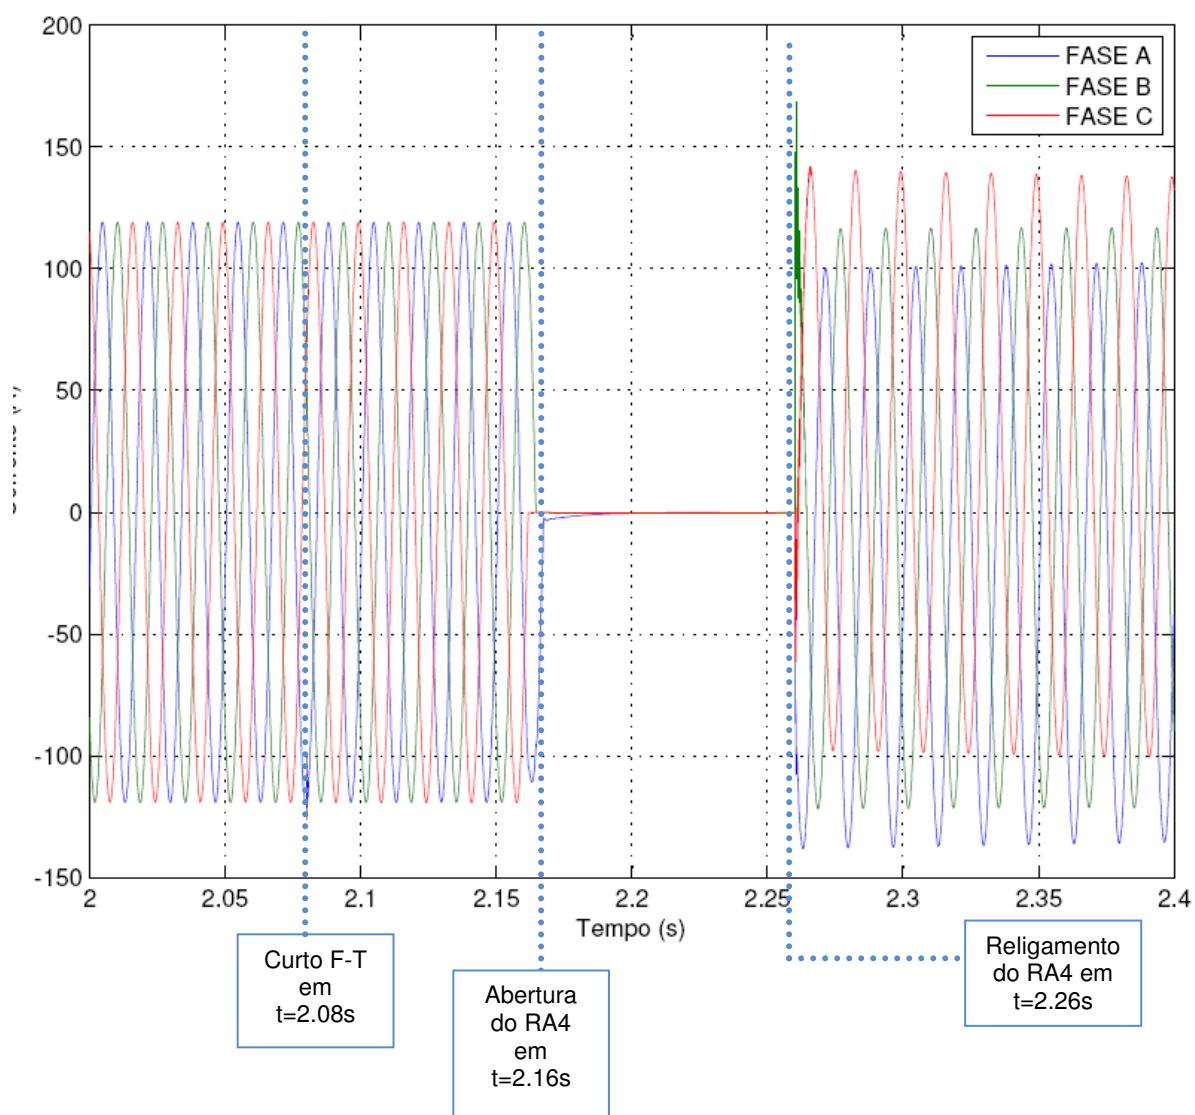 200
150
100
50
0
-50
-100
-150
2
2.05
2.1
2.15
2.2
2.25
2.3
2.35
2.4
Tempo (s)
FASE A
FASE B
FASE C
Curto F-T
em
t=2.08s
Abertura
do RA4
em
t=2.16s
Religamento
do RA4 em
t=2.26s